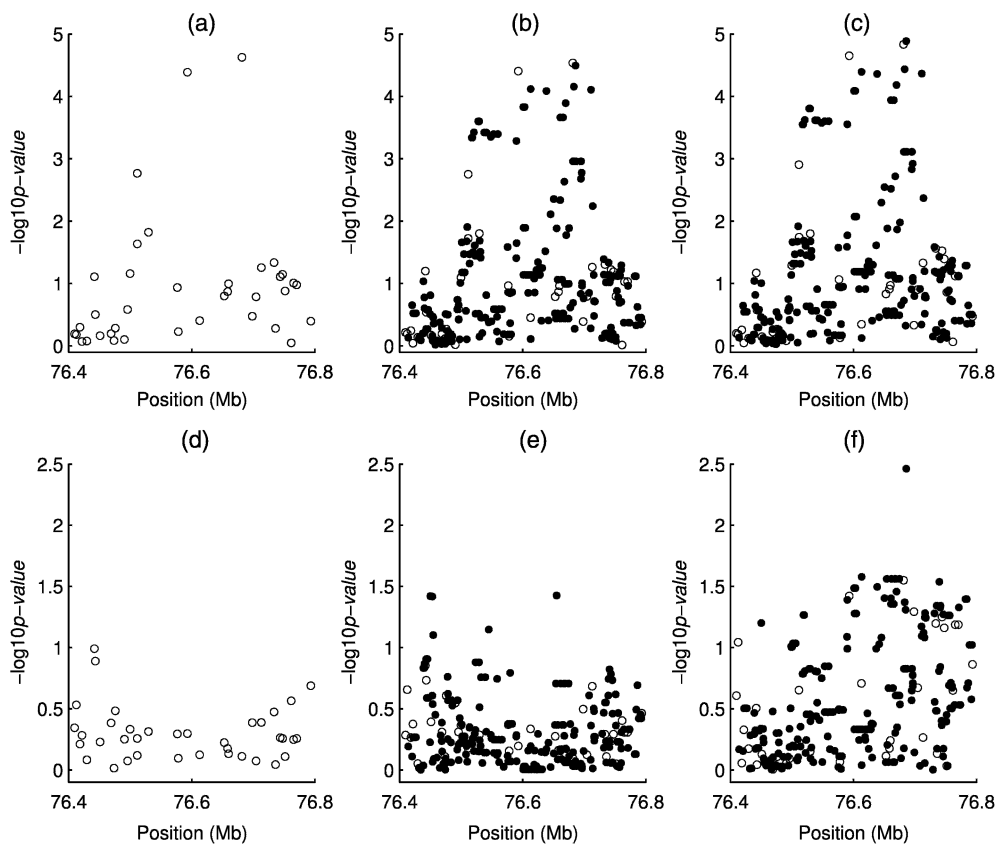 (a) (b) (c)
5 5 5
4 4 4
3 3 3
2 2 2
1 1 1
0 0 0
−log10p−value −log10p−value −log10p−value
76.4 76.6 76.8 76.4 76.6 76.8 76.4 76.6 76.8
Position (Mb) Position (Mb) Position (Mb)
(d) (e) (f)
2.5 2.5 2.5
2 2 2
1.5 1.5 1.5
1 1 1
0.5 0.5 0.5
0 0 0
−log10p−value −log10p−value −log10p−value
76.4 76.6 76.8 76.4 76.6 76.8 76.4 76.6 76.8
Position (Mb) Position (Mb) Position (Mb)